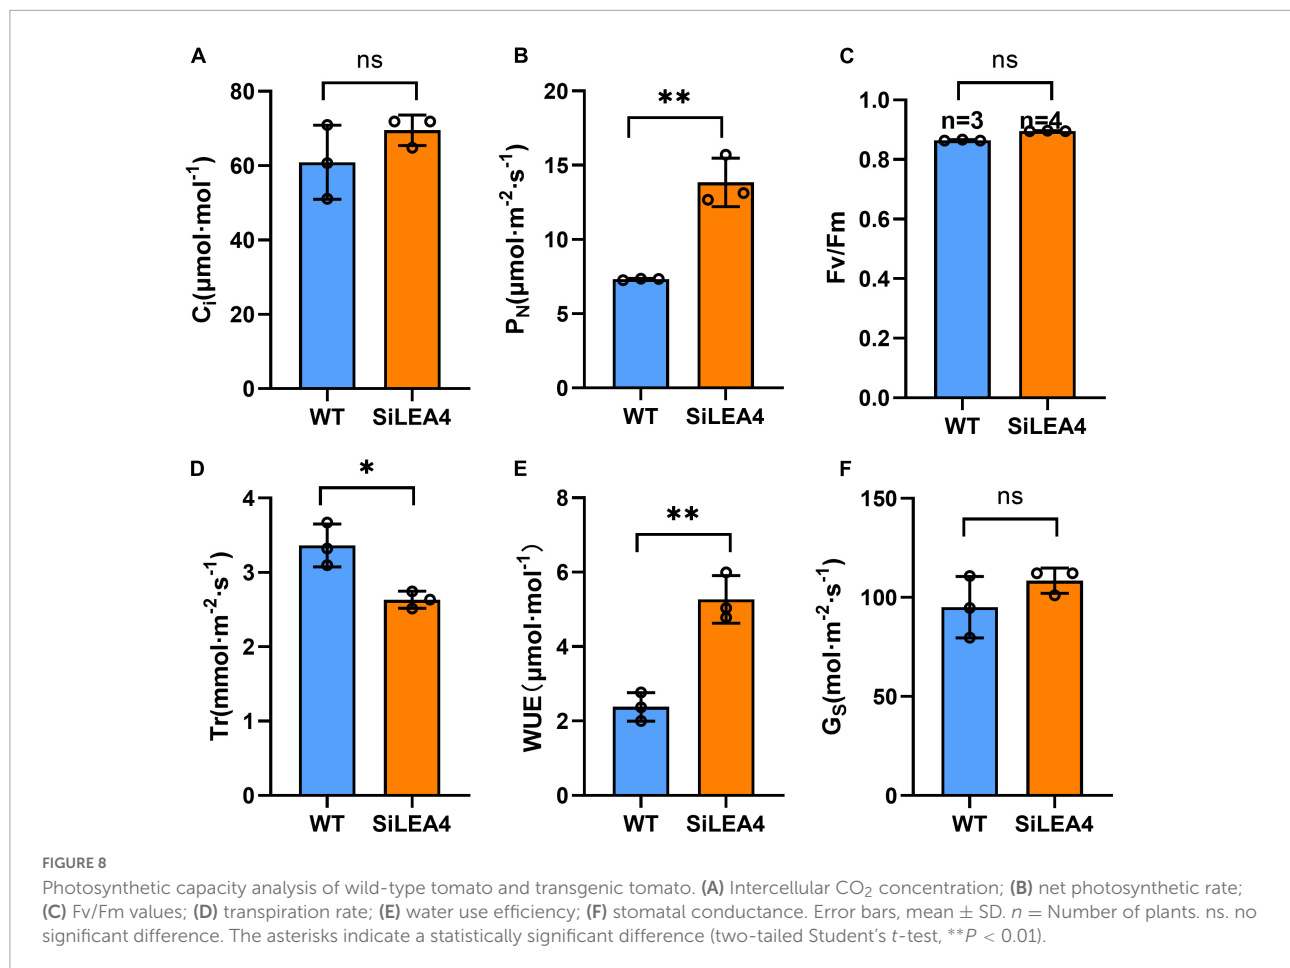 A
ns
80
60
40
20
0
Cᵢ(μmol·mol⁻¹)
WT SiLEA4
B
**
20
15
10
5
0
P_N(μmol·m⁻²·s⁻¹)
WT SiLEA4
C
ns
n=3 n=4
1.0
0.8
0.6
0.4
0.2
0.0
Fv/Fm
WT SiLEA4
D
*
4
3
2
1
0
Tr(mmol·m⁻²·s⁻¹)
WT SiLEA4
E
**
8
6
4
2
0
WUE(μmol·mol⁻¹)
WT SiLEA4
F
ns
150
100
50
0
G_S(mol·m⁻²·s⁻¹)
WT SiLEA4
FIGURE 8
Photosynthetic capacity analysis of wild-type tomato and transgenic tomato. (A) Intercellular CO₂ concentration; (B) net photosynthetic rate;
(C) Fv/Fm values; (D) transpiration rate; (E) water use efficiency; (F) stomatal conductance. Error bars, mean ± SD. n = Number of plants. ns. no
significant difference. The asterisks indicate a statistically significant difference (two-tailed Student's t-test, **P < 0.01).